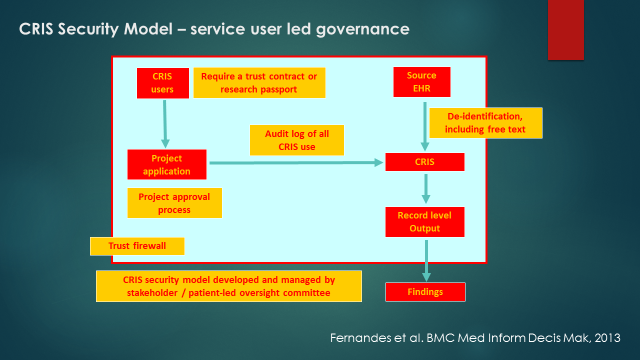 CRIS Security Model – service user led governance
CRIS
users
Require a trust contract or
research passport
Source
EHR
De-identification,
including free text
Audit log of all
CRIS use
Project
application
CRIS
Project approval
process
Record level
Output
Trust firewall
CRIS security model developed and managed by
stakeholder / patient-led oversight committee
Findings
Fernandes et al. BMC Med Inform Decis Mak, 2013